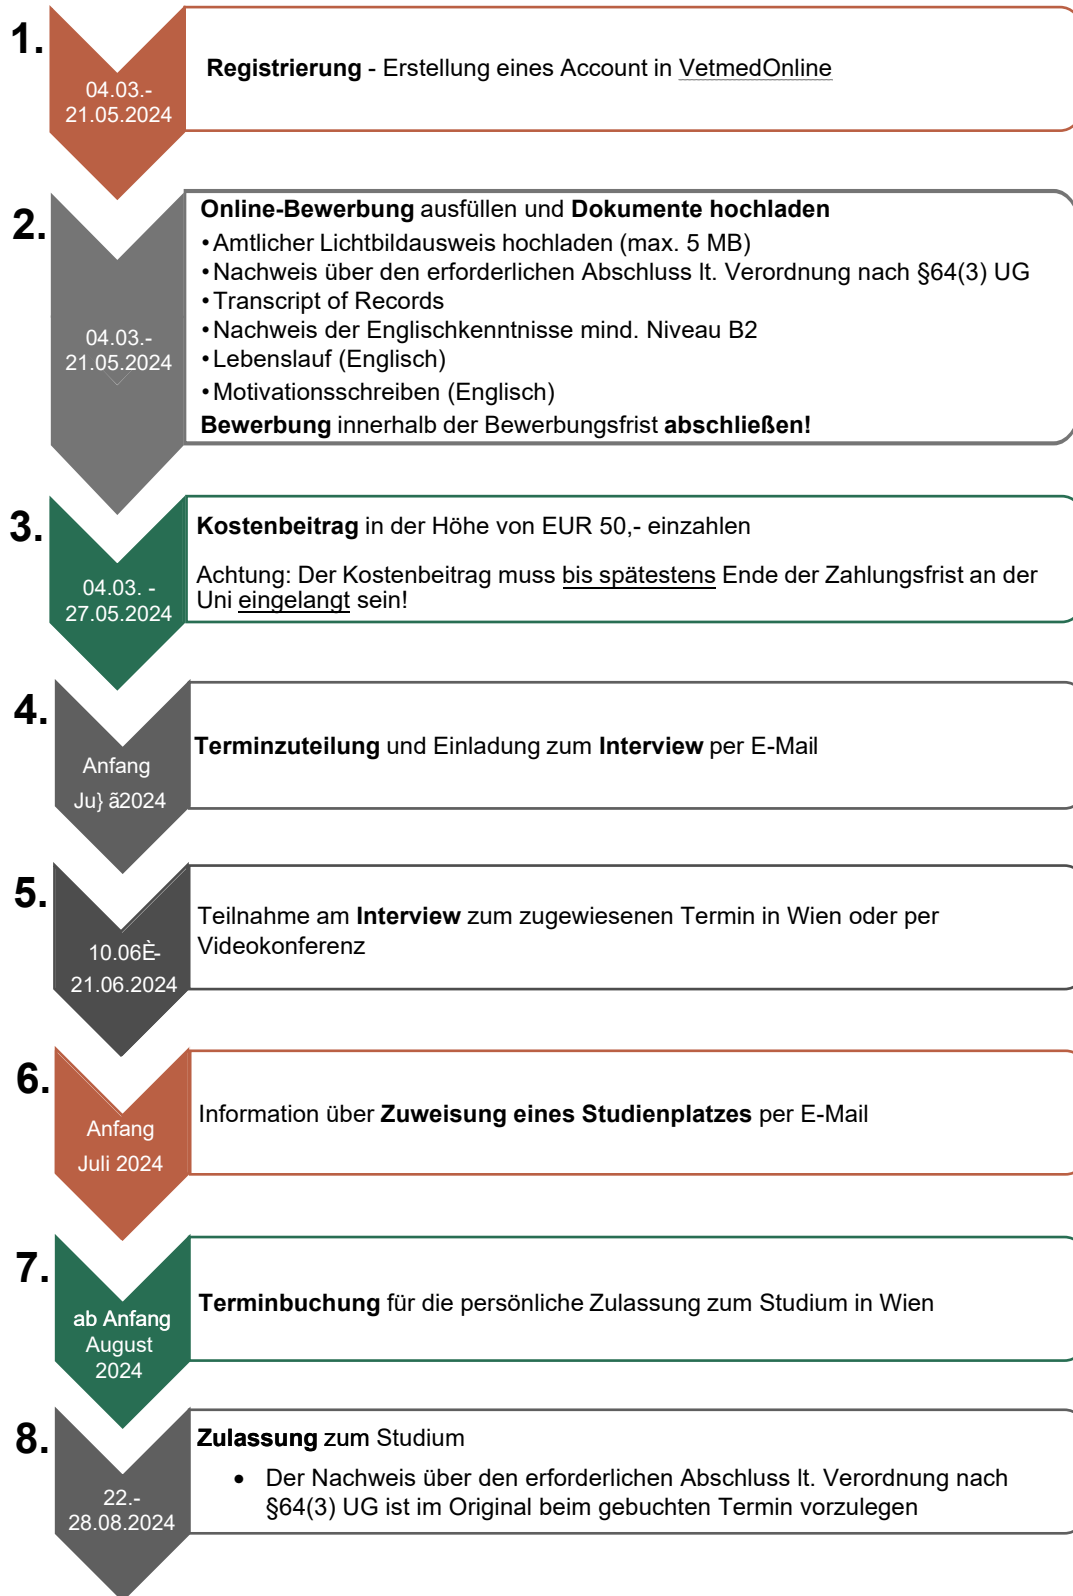 1.
04.03.-
21.05.2024
Registrierung - Erstellung eines Account in VetmedOnline
2.
04.03.-
21.05.2024
Online-Bewerbung ausfüllen und Dokumente hochladen
•Amtlicher Lichtbildausweis hochladen (max. 5 MB)
•Nachweis über den erforderlichen Abschluss lt. Verordnung nach §64(3) UG
•Transcript of Records
•Nachweis der Englischkenntnisse mind. Niveau B2
•Lebenslauf (Englisch)
•Motivationsschreiben (Englisch)
Bewerbung innerhalb der Bewerbungsfrist abschließen!
3.
04.03. -
27.05.2024
Kostenbeitrag in der Höhe von EUR 50,- einzahlen
Achtung: Der Kostenbeitrag muss bis spätestens Ende der Zahlungsfrist an der
Uni eingelangt sein!
4.
Anfang
Ju} ã2024
Terminzuteilung und Einladung zum Interview per E-Mail
5.
10.06È-
21.06.2024
Teilnahme am Interview zum zugewiesenen Termin in Wien oder per
Videokonferenz
6.
Anfang
Juli 2024
Information über Zuweisung eines Studienplatzes per E-Mail
7.
ab Anfang
August
2024
Terminbuchung für die persönliche Zulassung zum Studium in Wien
8.
22.-
28.08.2024
Zulassung zum Studium
• Der Nachweis über den erforderlichen Abschluss lt. Verordnung nach
§64(3) UG ist im Original beim gebuchten Termin vorzulegen